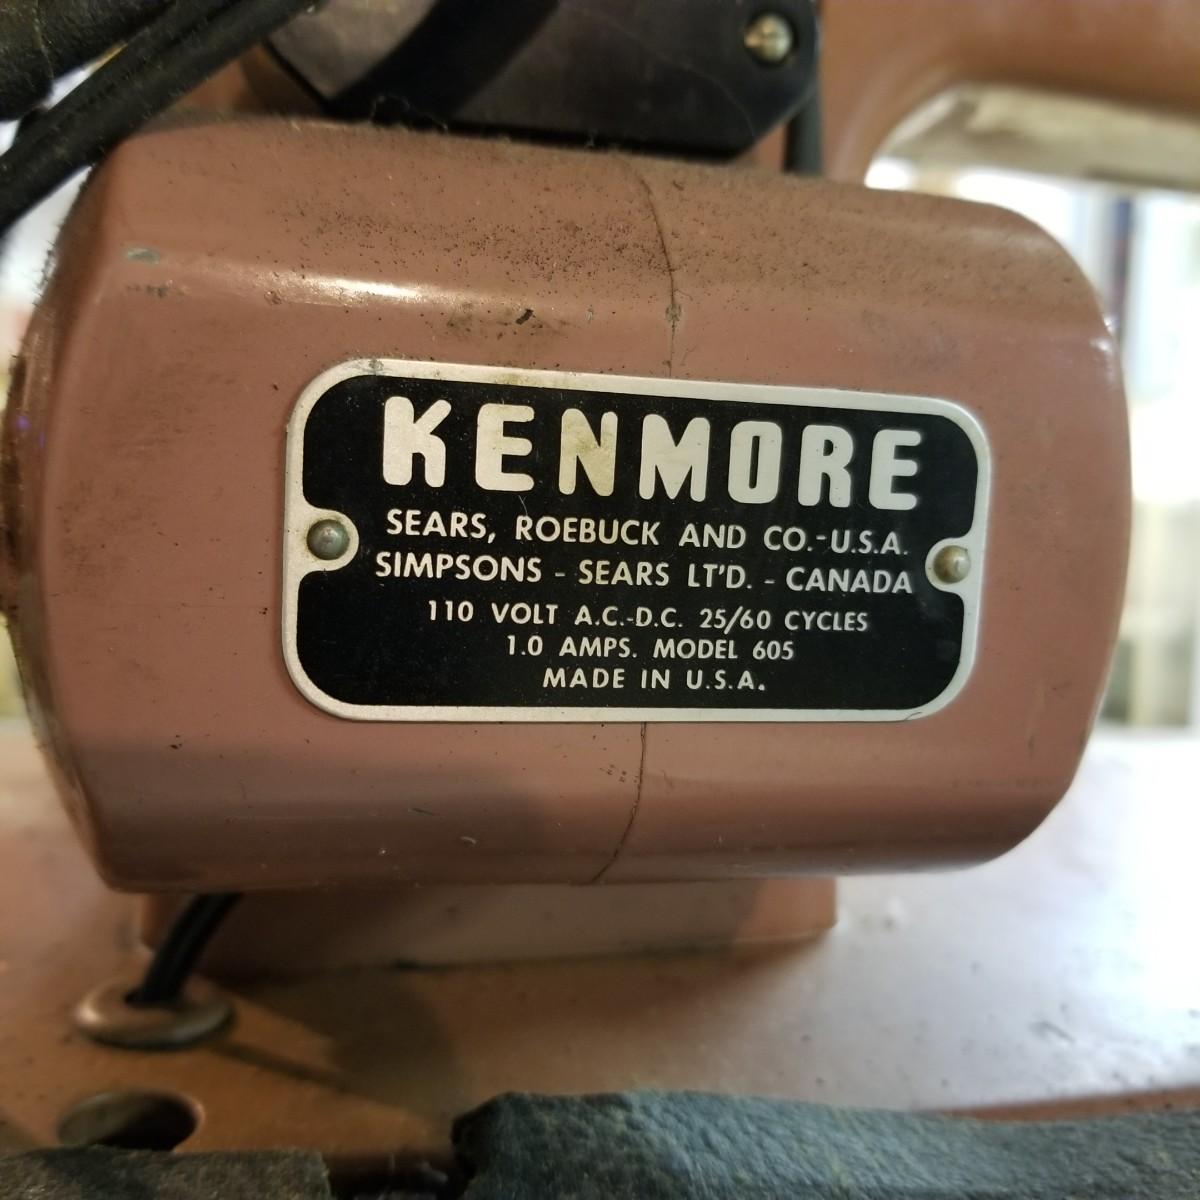 KENMORE
SEARS, ROEBUCK AND CO.-U.S.A.
SIMPSONS - SEARS LT'D. - CANADA
110 VOLT A.C.-D.C. 25/60 CYCLES
1.0 AMPS. MODEL 605
MADE IN U.S.A.